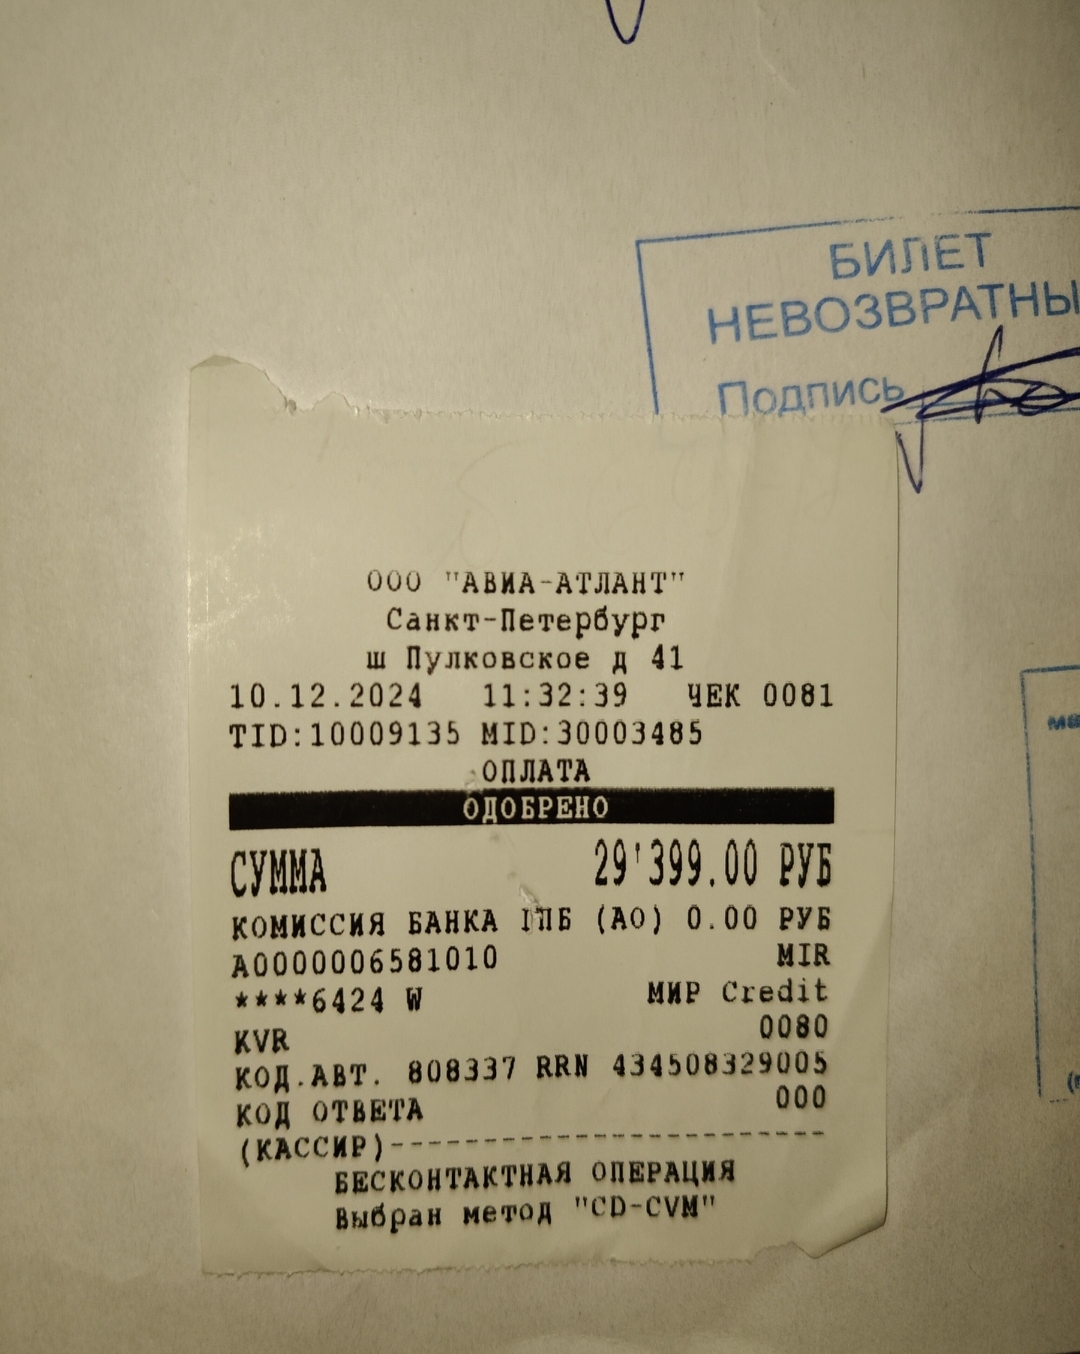 БИЛЕТ
НЕВОЗВРАТНЫ
Подпись
ООО "АВИА-АТЛАНТ"
Санкт-Петербург
ш Пулковское д 41
10.12.2024 11:32:39 ЧЕК 0081
TID:10009135 MID:30003485
ОПЛАТА
ОДОБРЕНО
СУММА 29'399.00 РУБ
КОМИССИЯ БАНКА ГПБ (АО) 0.00 РУБ
A0000006581010 MIR
****6424 W МИР Credit
KVR 0080
КОД.АВТ. 808337 RRN 434508329005
КОД ОТВЕТА 000
(КАССИР)-----------------------
БЕСКОНТАКТНАЯ ОПЕРАЦИЯ
Выбран метод "CD-CVM"